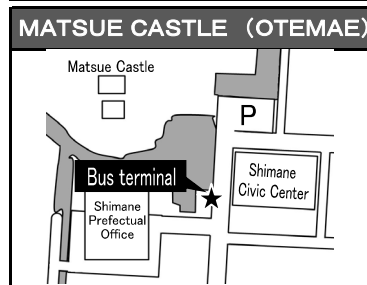 MATSUE CASTLE (OTEMAE)
Matsue Castle
P
Bus terminal
Shimane
Civic Center
Shimane
Prefectual
Office